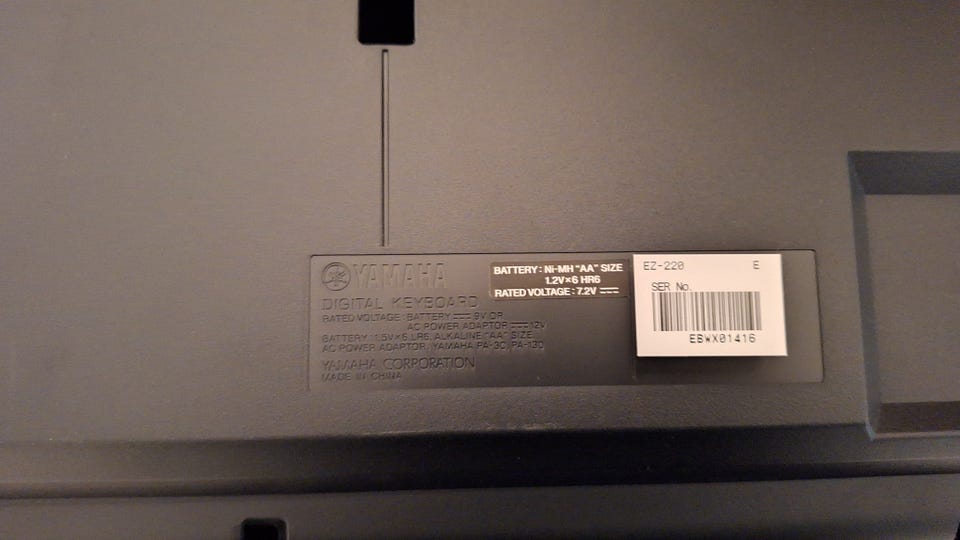 YAMAHA
DIGITAL KEYBOARD
RATED VOLTAGE : BATTERY ⎓ 9V OR
AC POWER ADAPTOR ⎓ 12V
BATTERY : 1.5V×6 LR6, ALKALINE "AA" SIZE
AC POWER ADAPTOR, YAMAHA PA-3C, PA-130
YAMAHA CORPORATION
MADE IN CHINA
BATTERY : Ni-MH "AA" SIZE
1.2V×6 HR6
RATED VOLTAGE : 7.2V ⎓
EZ-220 E
SER No.
EBWX01416